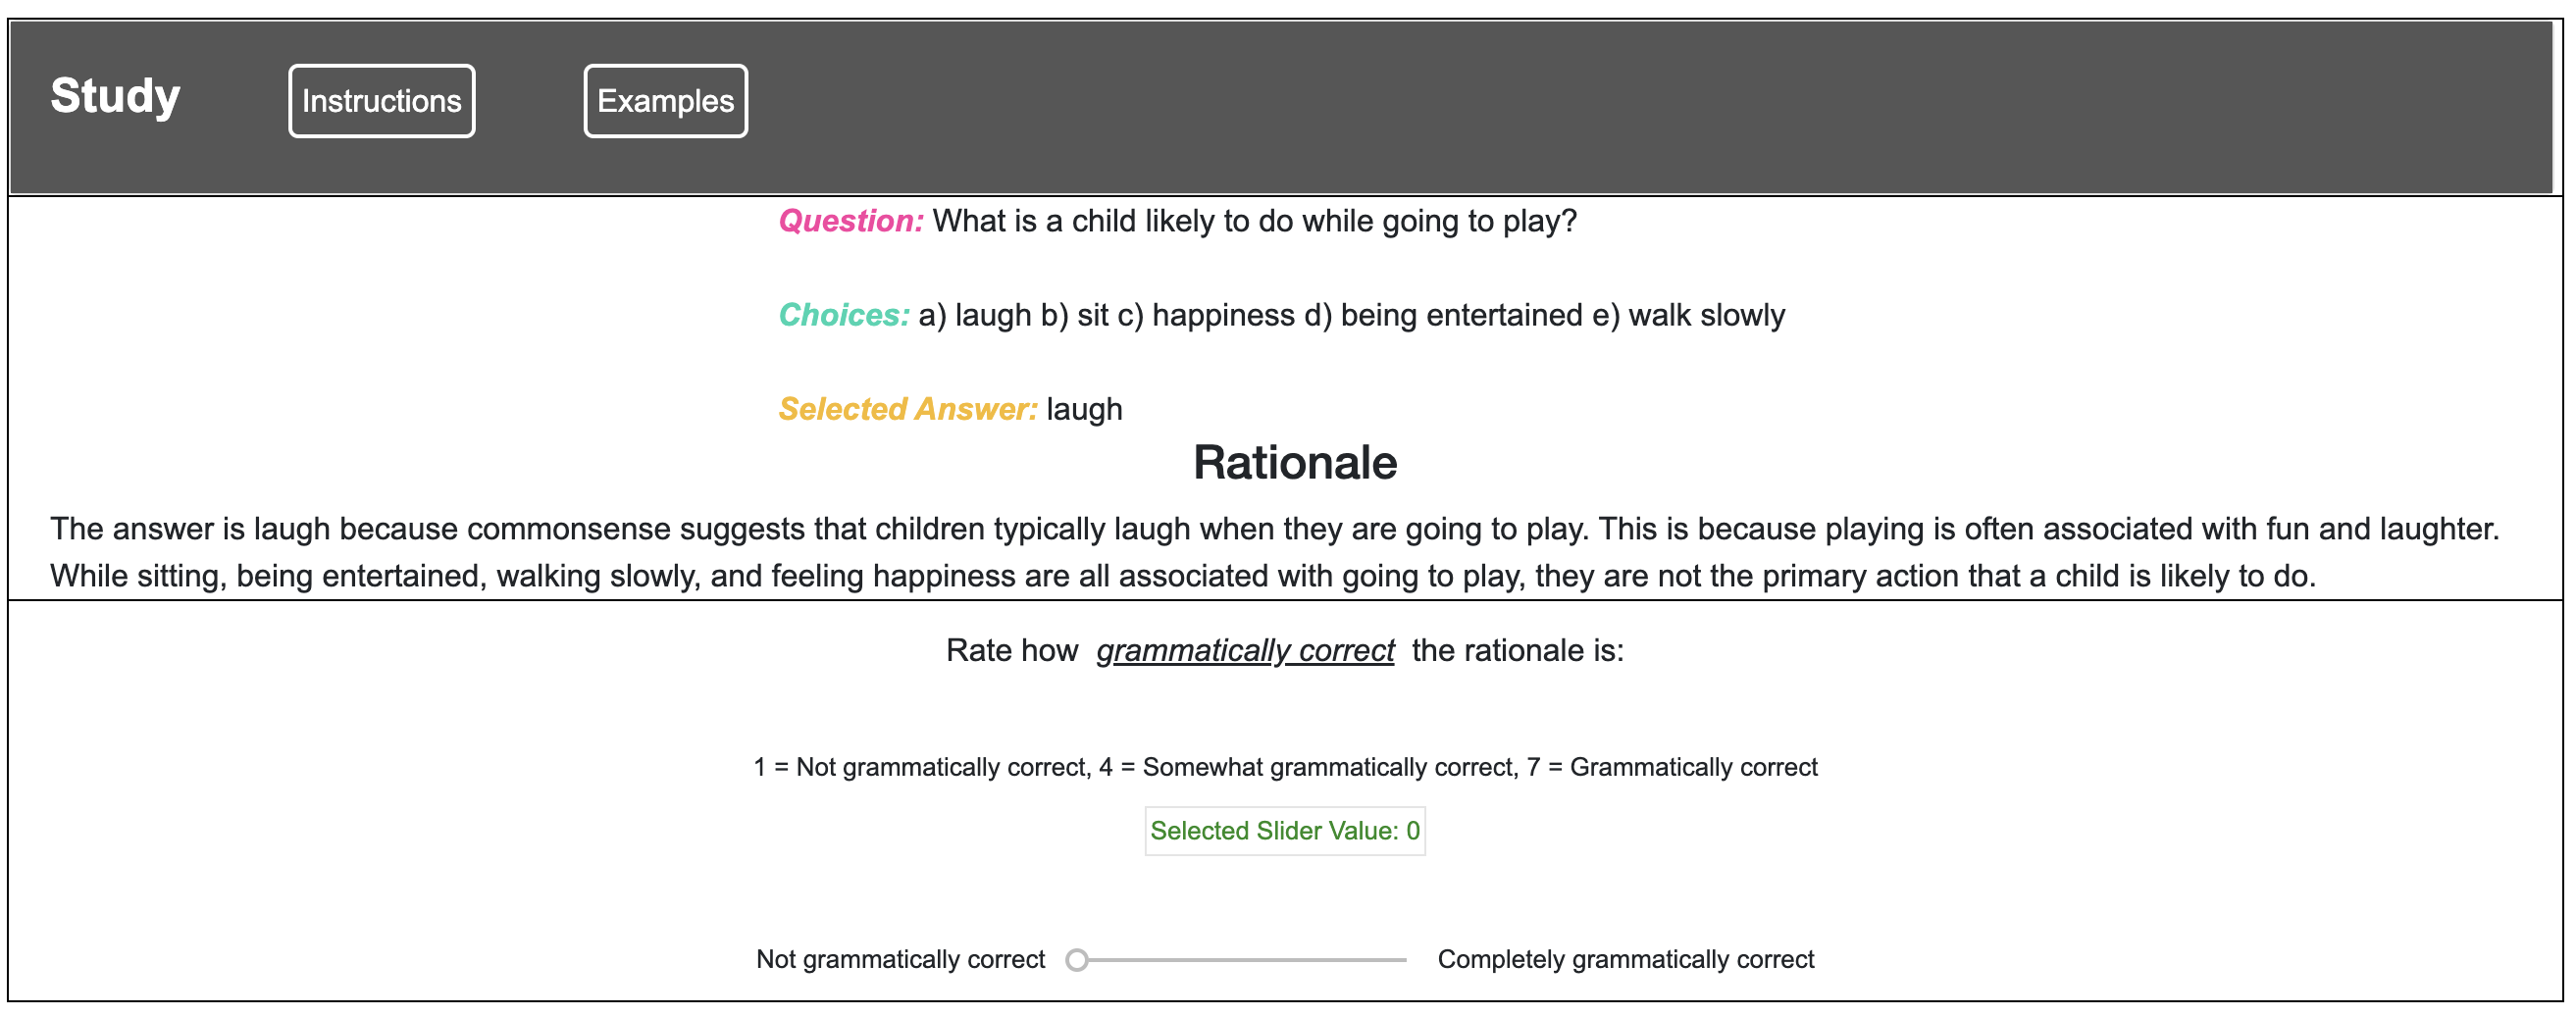 Study
Instructions
Examples
Question: What is a child likely to do while going to play?
Choices: a) laugh b) sit c) happiness d) being entertained e) walk slowly
Selected Answer: laugh
Rationale
The answer is laugh because commonsense suggests that children typically laugh when they are going to play. This is because playing is often associated with fun and laughter.
While sitting, being entertained, walking slowly, and feeling happiness are all associated with going to play, they are not the primary action that a child is likely to do.
Rate how grammatically correct the rationale is:
1 = Not grammatically correct, 4 = Somewhat grammatically correct, 7 = Grammatically correct
Selected Slider Value: 0
Not grammatically correct
Completely grammatically correct